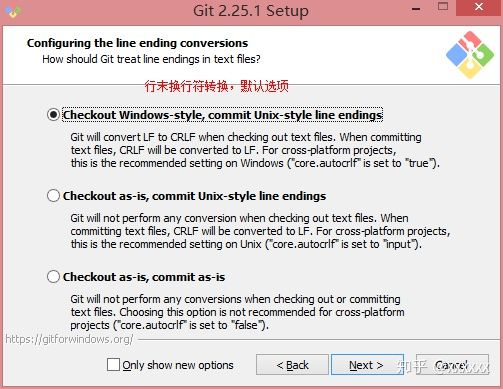 Git 2.25.1 Setup
Configuring the line ending conversions
How should Git treat line endings in text files?
行末换行符转换，默认选项
Checkout Windows-style, commit Unix-style line endings
Git will convert LF to CRLF when checking out text files. When committing
text files, CRLF will be converted to LF. For cross-platform projects,
this is the recommended setting on Windows ("core.autocrlf" is set to "true").
Checkout as-is, commit Unix-style line endings
Git will not perform any conversion when checking out text files. When
committing text files, CRLF will be converted to LF. For cross-platform projects,
this is the recommended setting on Unix ("core.autocrlf" is set to "input").
Checkout as-is, commit as-is
Git will not perform any conversions when checking out or committing
text files. Choosing this option is not recommended for cross-platform
projects ("core.autocrlf" is set to "false").
https://gitforwindows.org/
Only show new options
< Back
Next >
Cancel
知乎